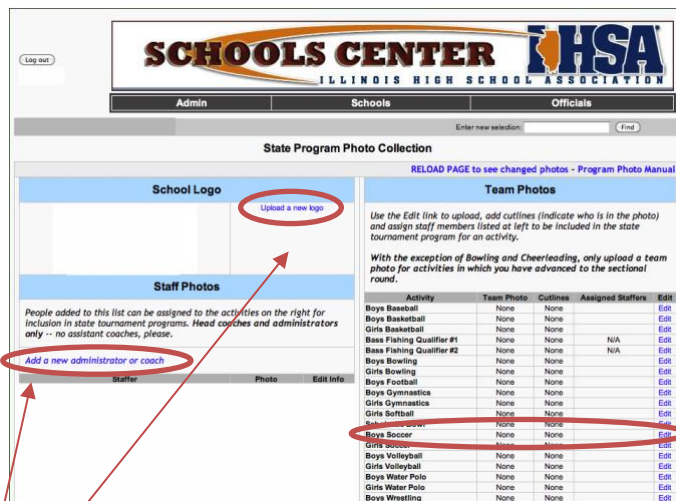 Log out
SCHOOLS CENTER
IHSA
ILLINOIS HIGH SCHOOL ASSOCIATION
Admin Schools Officials
Enter new selection: Find
State Program Photo Collection
RELOAD PAGE to see changed photos - Program Photo Manual
School Logo
Upload a new logo
Staff Photos
People added to this list can be assigned to the activities on the right for
inclusion in state tournament programs. Head coaches and administrators
only -- no assistant coaches, please.
Add a new administrator or coach
Staffer Photo Edit Info
Team Photos
Use the Edit link to upload, add cutlines (indicate who is in the photo)
and assign staff members listed at left to be included in the state
tournament program for an activity.
With the exception of Bowling and Cheerleading, only upload a team
photo for activities in which you have advanced to the sectional
round.
Activity Team Photo Cutlines Assigned Staffers Edit
Boys Baseball None None Edit
Boys Basketball None None Edit
Girls Basketball None None Edit
Bass Fishing Qualifier #1 None None N/A Edit
Bass Fishing Qualifier #2 None None N/A Edit
Boys Bowling None None Edit
Girls Bowling None None Edit
Boys Football None None Edit
Boys Gymnastics None None Edit
Girls Gymnastics None None Edit
Girls Softball None None Edit
Scholastic Bowl None None Edit
Boys Soccer None None Edit
Girls Soccer None None Edit
Boys Volleyball None None Edit
Girls Volleyball None None Edit
Boys Water Polo None None Edit
Girls Water Polo None None Edit
Boys Wrestling None None Edit